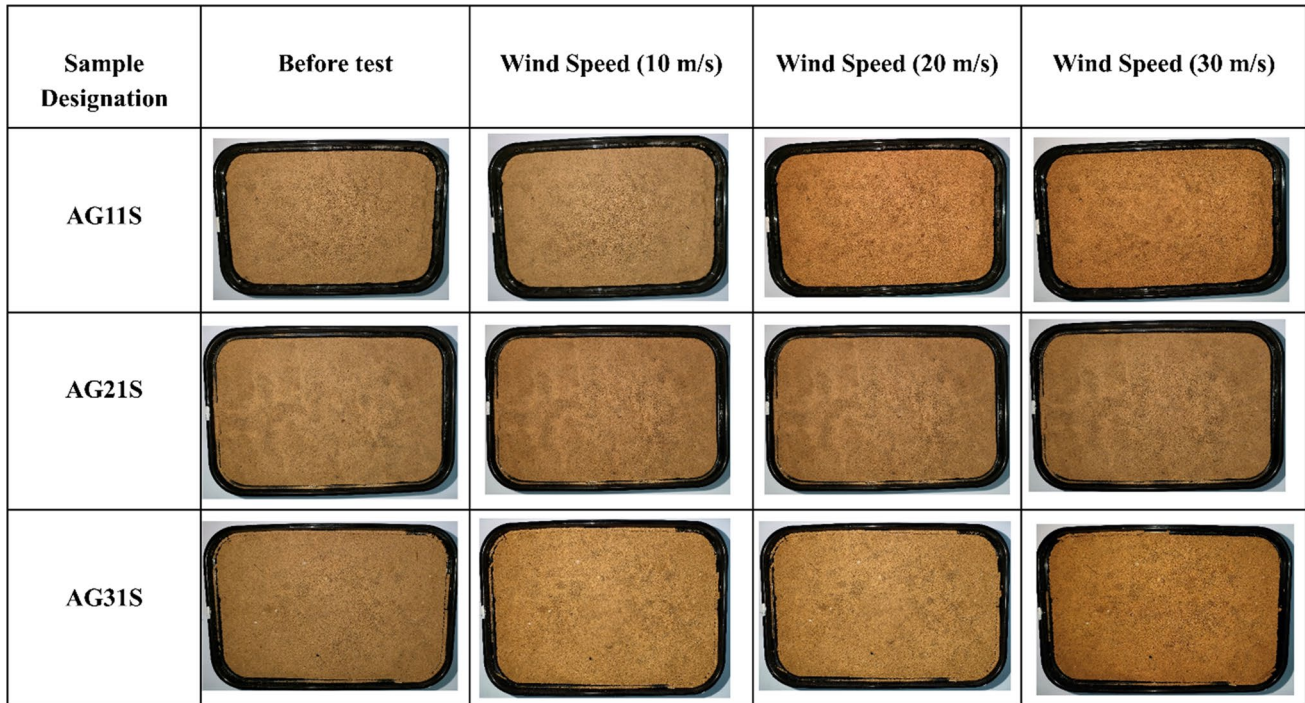 Sample
Designation
Before test
Wind Speed (10 m/s)
Wind Speed (20 m/s)
Wind Speed (30 m/s)
AG11S
AG21S
AG31S